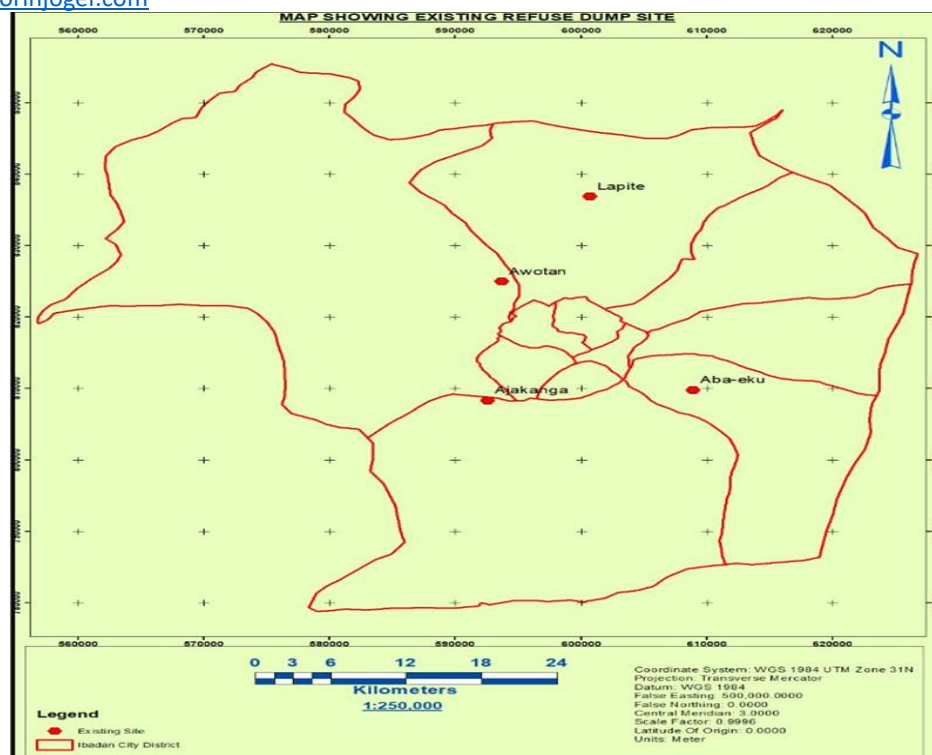 orinjoger.com
MAP SHOWING EXISTING REFUSE DUMP SITE
560000 570000 580000 590000 600000 610000 620000
N
Lapite
Awotan
Aba-eku
Ajakanga
560000 570000 580000 590000 600000 610000 620000
0 3 6 12 18 24
Kilometers
1:250,000
Coordinate System: WGS 1984 UTM Zone 31N
Projection: Transverse Mercator
Datum: WGS 1984
False Easting: 500,000.0000
False Northing: 0.0000
Central Meridian: 3.0000
Scale Factor: 0.9996
Latitude Of Origin: 0.0000
Units: Meter
Legend
Existing Site
Ibadan City District